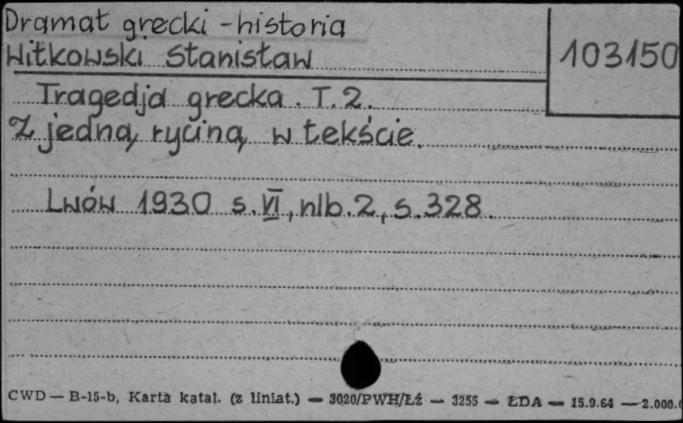 Dramat grecki - historia
Witkowski Stanisław
103150
Tragedja grecka. T. 2.
Z jedną ryciną w tekście.
Lwów 1930 s. VI, nlb. 2, s. 328.
CWD — B-15-b, Karta katal. (z liniat.) — 3020/PWH/Łź — 3255 — ŁDA — 15.9.64 — 2.000.